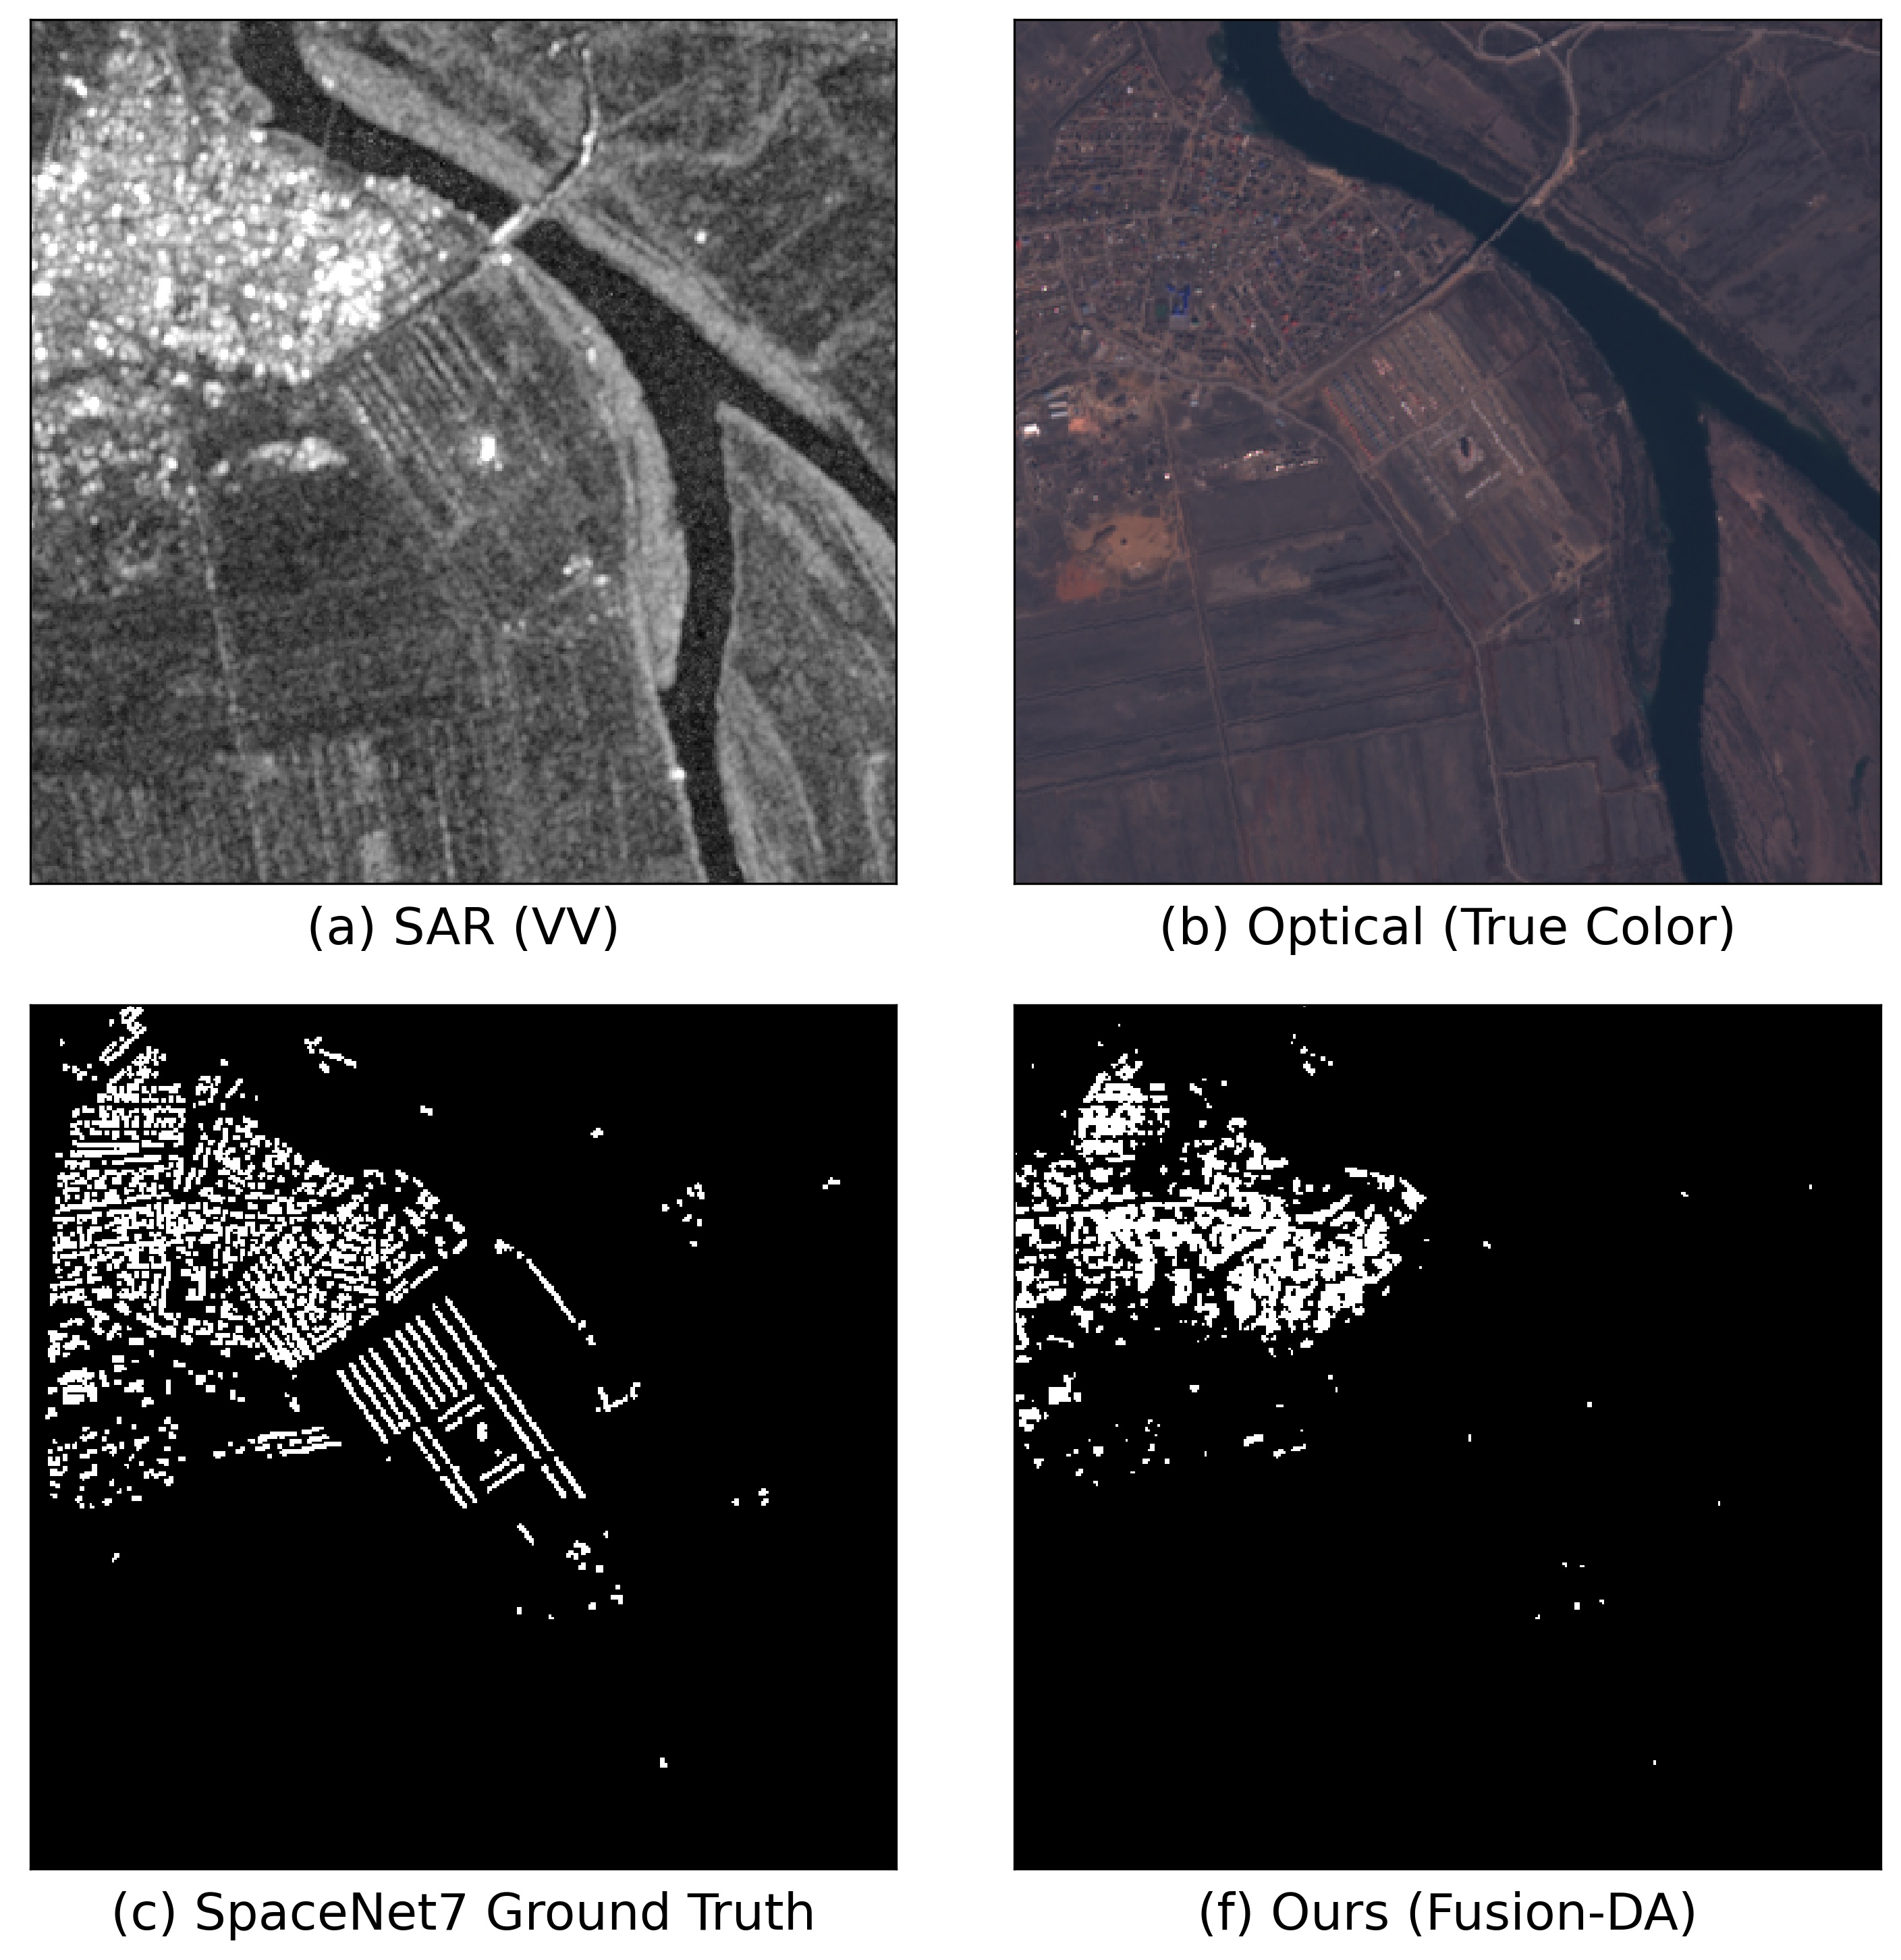 (a) SAR (VV)
(b) Optical (True Color)
(c) SpaceNet7 Ground Truth
(f) Ours (Fusion-DA)